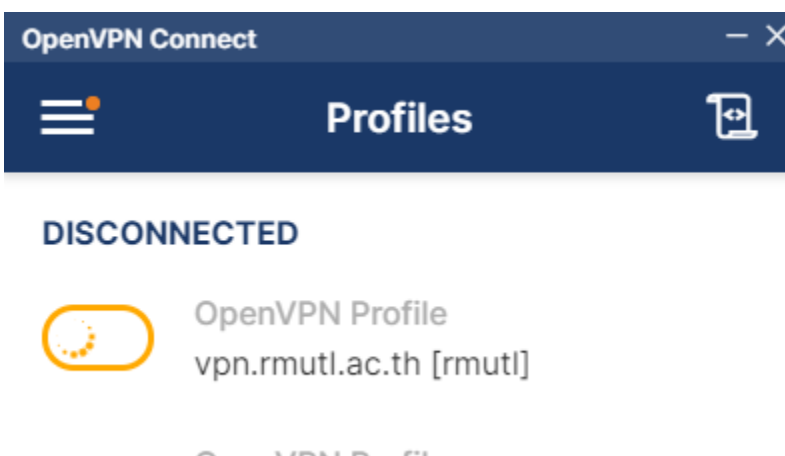 OpenVPN Connect
Profiles
DISCONNECTED
OpenVPN Profile
vpn.rmutl.ac.th [rmutl]